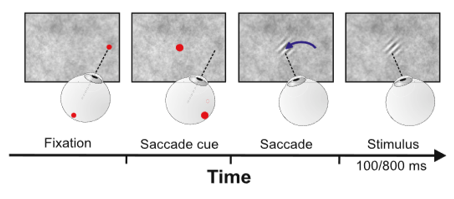 Fixation
Saccade cue
Saccade
Stimulus
100/800 ms
Time